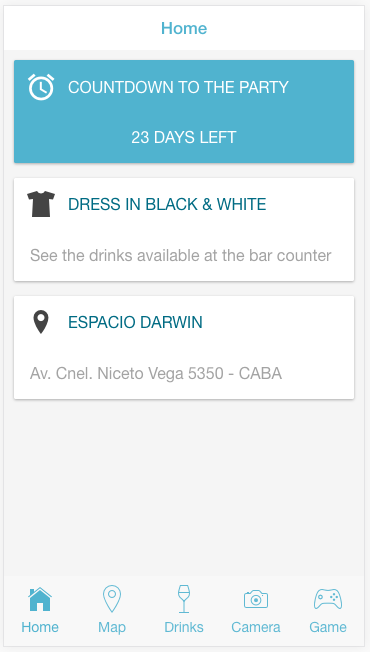 Home
COUNTDOWN TO THE PARTY
23 DAYS LEFT
DRESS IN BLACK & WHITE
See the drinks available at the bar counter
ESPACIO DARWIN
Av. Cnel. Niceto Vega 5350 - CABA
Home Map Drinks Camera Game